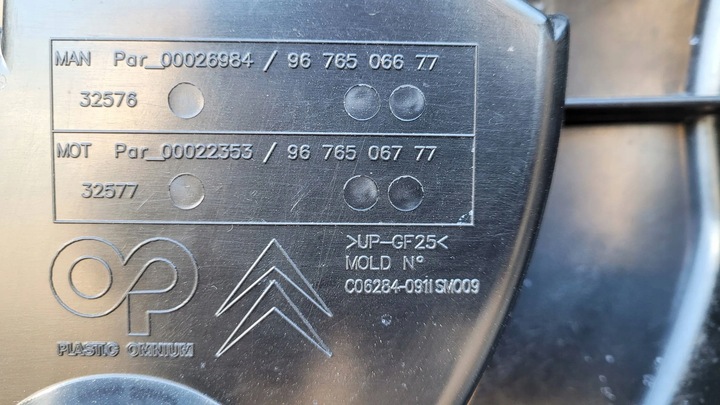 MAN Par_00026984 / 96 765 066 77
32576
MOT Par_00022353 / 96 765 067 77
32577
>UP-GF25<
MOLD N°
C06284-0911SM009
OP
PLASTIC OMNIUM